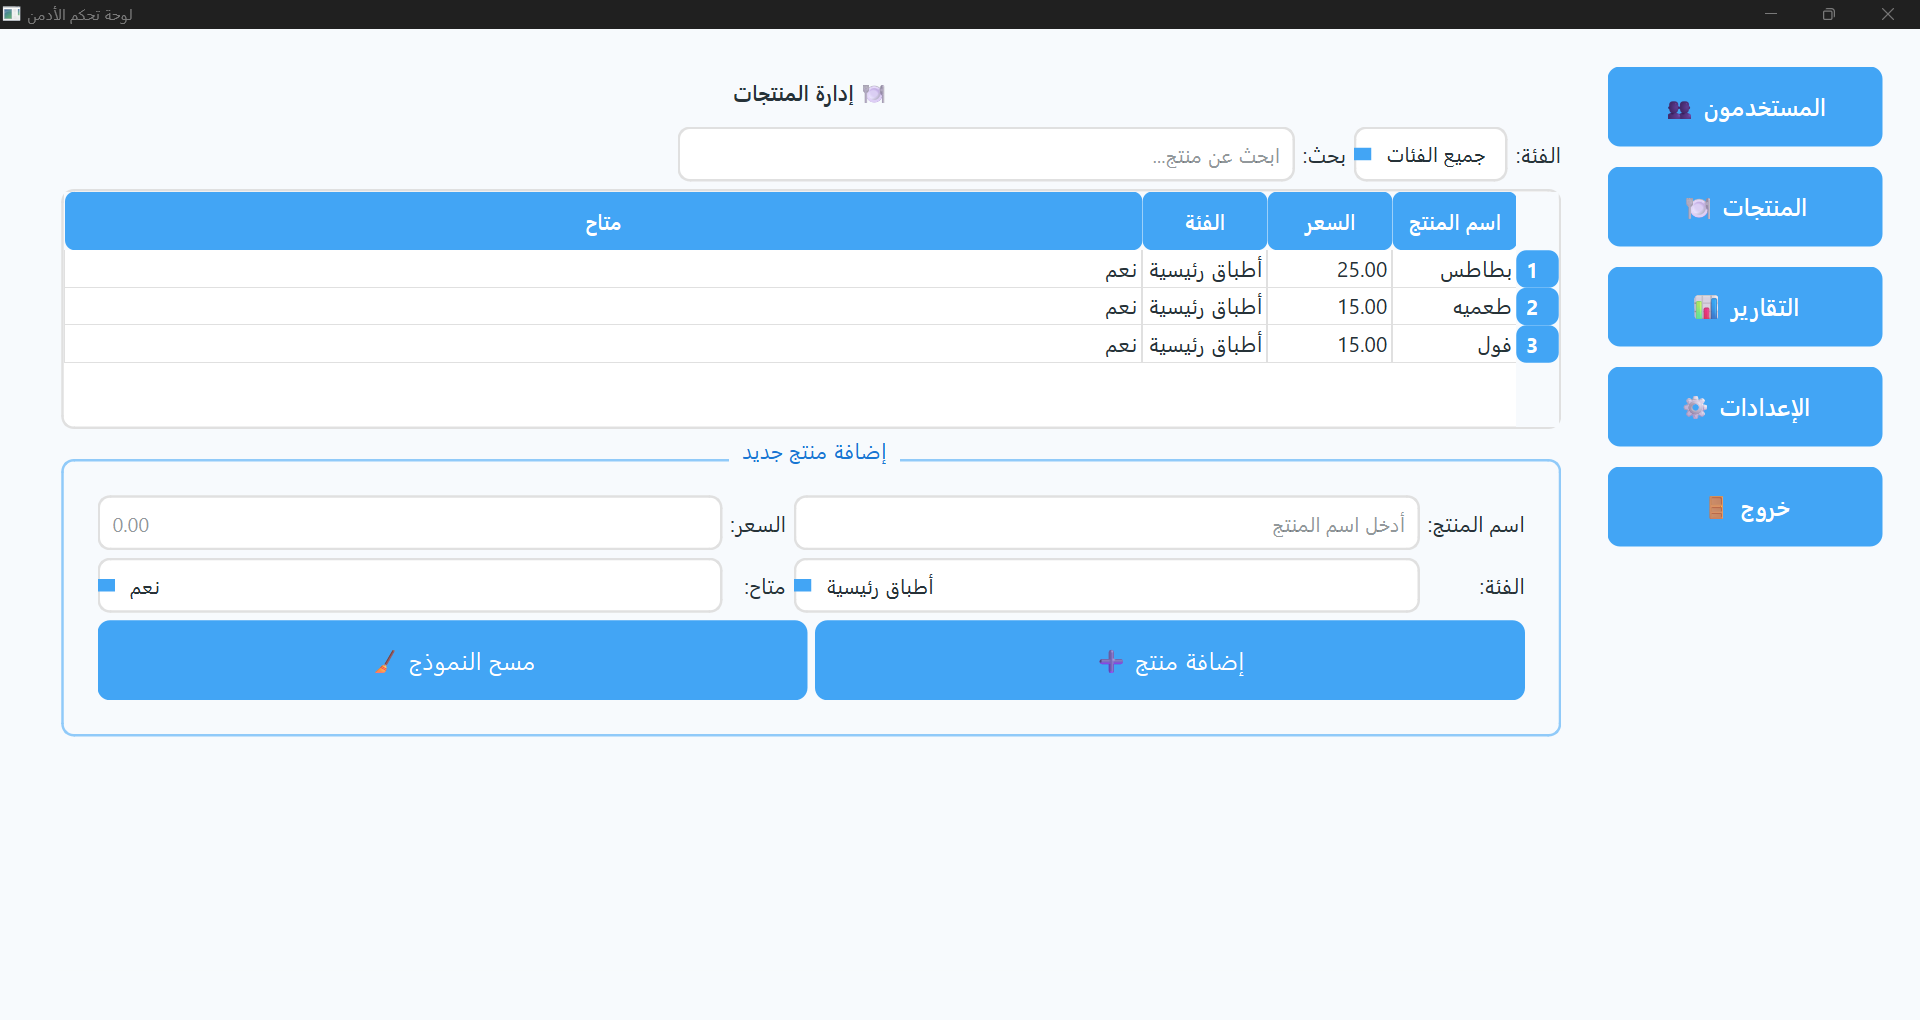 لوحة تحكم الأدمن
المستخدمون
المنتجات
التقارير
الإعدادات
خروج
إدارة المنتجات
الفئة: جميع الفئات بحث: ابحث عن منتج...
اسم المنتج السعر الفئة متاح
1 بطاطس 25.00 أطباق رئيسية نعم
2 طعميه 15.00 أطباق رئيسية نعم
3 فول 15.00 أطباق رئيسية نعم
إضافة منتج جديد
اسم المنتج: أدخل اسم المنتج السعر: 0.00
الفئة: أطباق رئيسية متاح: نعم
إضافة منتج مسح النموذج